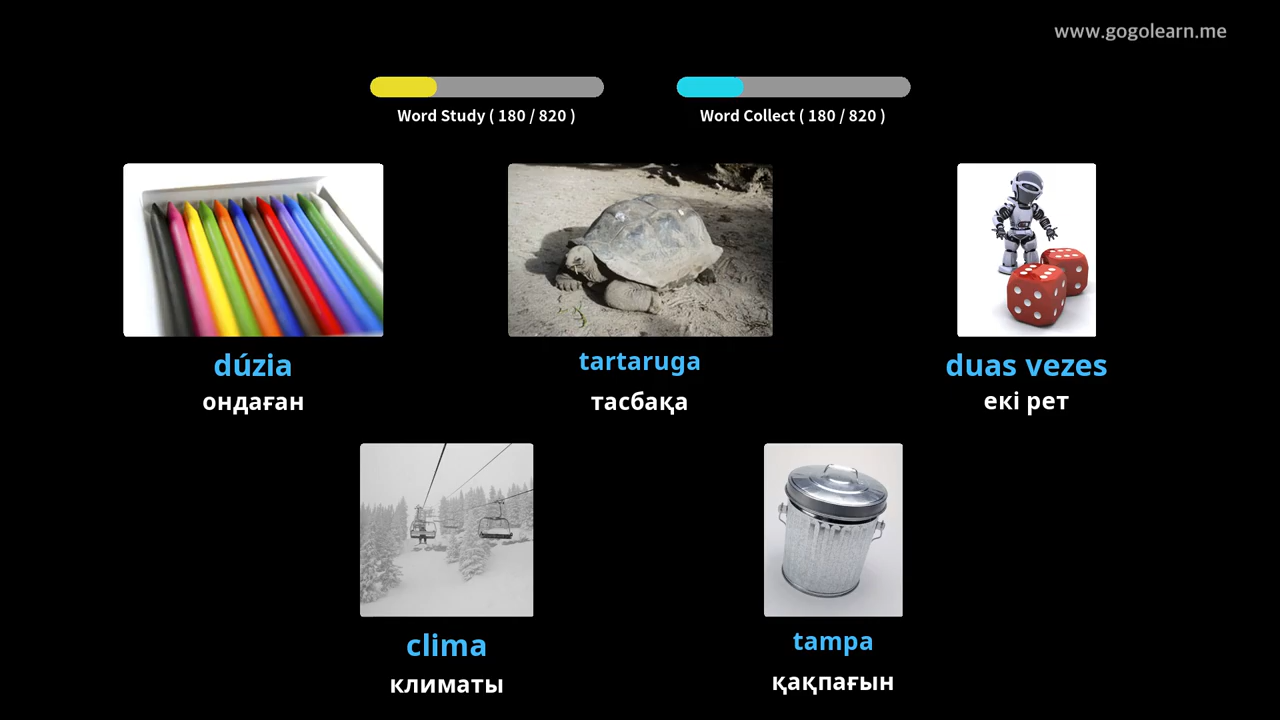 www.gogolearn.me
Word Study ( 180 / 820 )
Word Collect ( 180 / 820 )
dúzia
ондаған
tartaruga
тасбақа
duas vezes
екі рет
clima
климаты
tampa
қақпағын